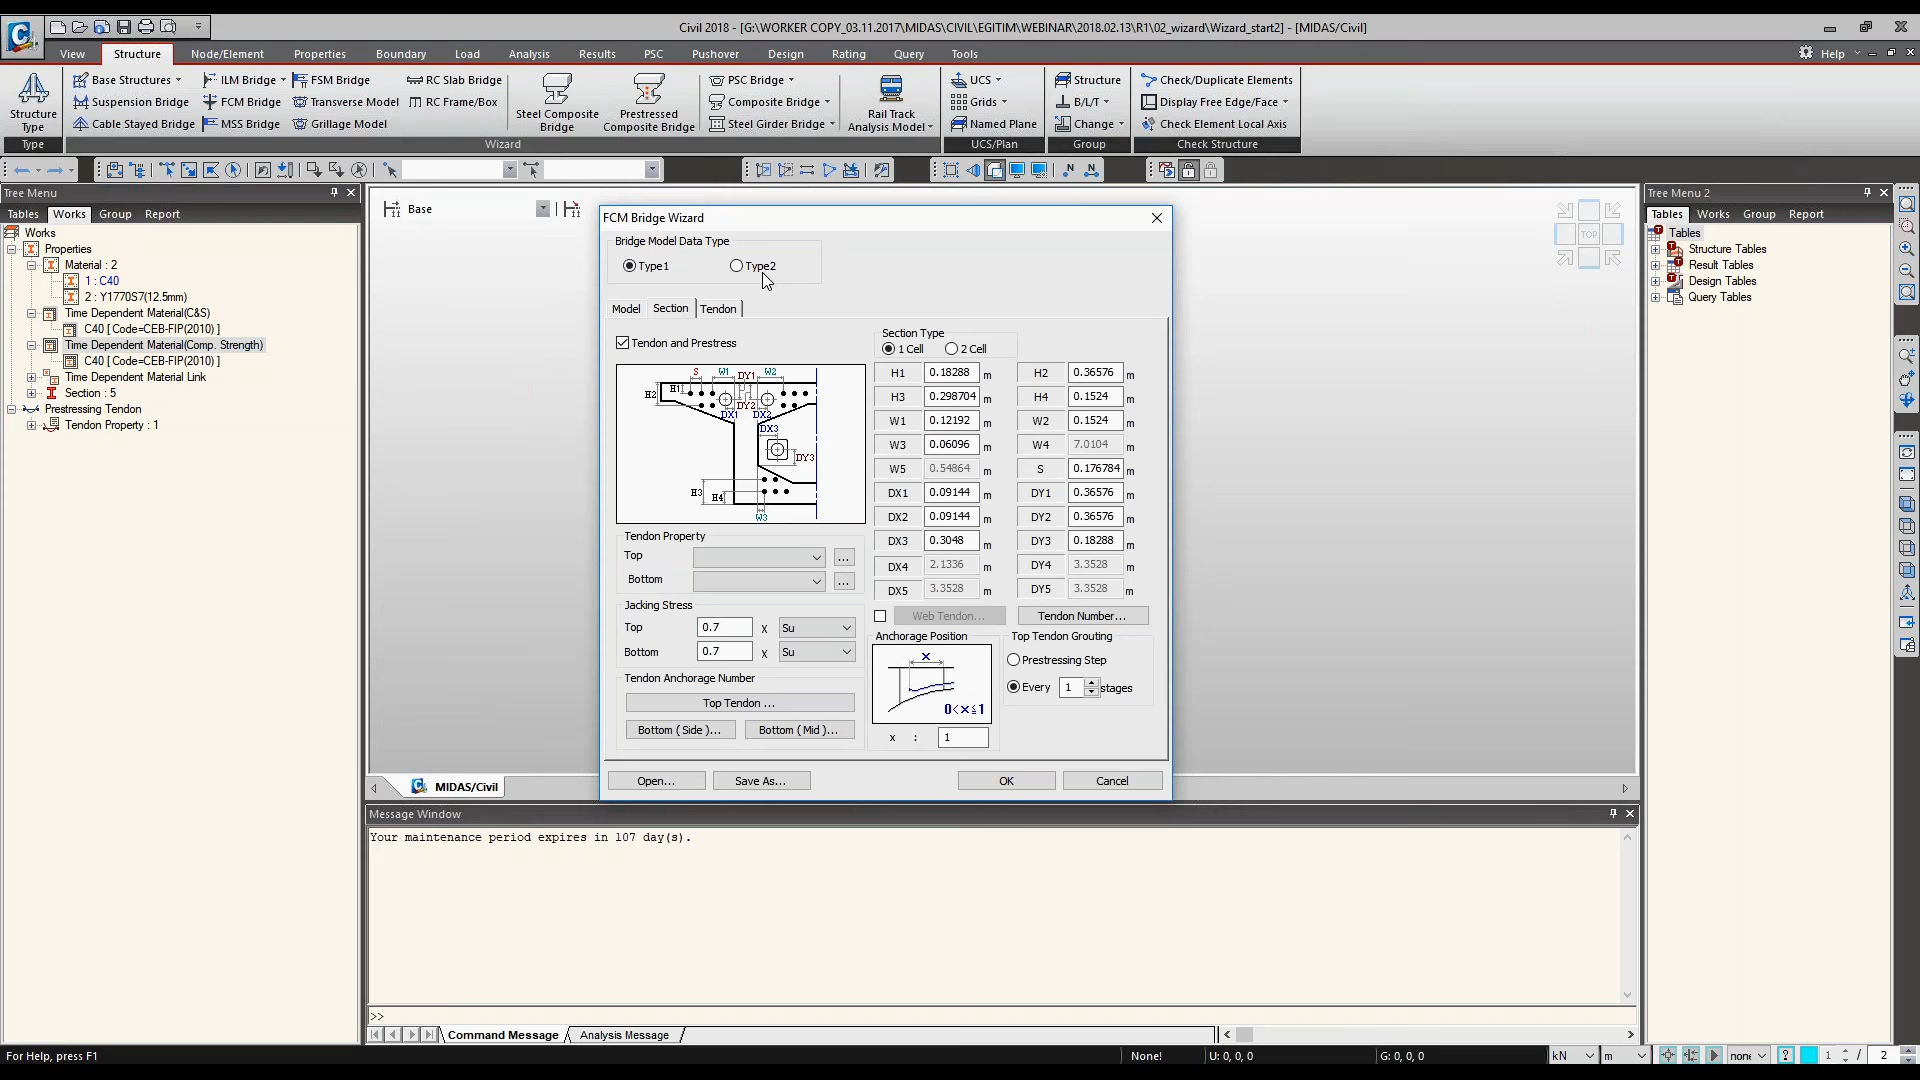 Civil 2018 - [G:\WORKER COPY_03.11.2017\MIDAS\CIVIL\EGITIM\WEBINAR\2018.02.13\R1\02_wizard\Wizard_start2] - [MIDAS/Civil]
View Structure Node/Element Properties Boundary Load Analysis Results PSC Pushover Design Rating Query Tools Help
Base Structures ILM Bridge FSM Bridge RC Slab Bridge PSC Bridge UCS Structure Check/Duplicate Elements
Suspension Bridge FCM Bridge Transverse Model RC Frame/Box Composite Bridge Grids B/L/T Display Free Edge/Face
Cable Stayed Bridge MSS Bridge Grillage Model Steel Girder Bridge Named Plane Change Check Element Local Axis
Structure Type
Steel Composite Bridge
Prestressed Composite Bridge
Rail Track Analysis Model
Type Wizard UCS/Plan Group Check Structure
Tree Menu
Tables Works Group Report
Works
Properties
Material : 2
1 : C40
2 : Y1770S7(12.5mm)
Time Dependent Material(C&S)
C40 [ Code=CEB-FIP(2010) ]
Time Dependent Material(Comp. Strength)
C40 [ Code=CEB-FIP(2010) ]
Time Dependent Material Link
Section : 5
Prestressing Tendon
Tendon Property : 1
Base
TOP
FCM Bridge Wizard
Bridge Model Data Type
Type1 Type2
Model Section Tendon
Tendon and Prestress
S W1 DY1 W2
H2 H1
DY2
DX1 DX2
DX3
DY3
H3 H4
W3
Section Type
1 Cell 2 Cell
H1 0.18288 m H2 0.36576 m
H3 0.298704 m H4 0.1524 m
W1 0.12192 m W2 0.1524 m
W3 0.06096 m W4 7.0104 m
W5 0.54864 m S 0.176784 m
DX1 0.09144 m DY1 0.36576 m
DX2 0.09144 m DY2 0.36576 m
DX3 0.3048 m DY3 0.18288 m
DX4 2.1336 m DY4 3.3528 m
DX5 3.3528 m DY5 3.3528 m
Tendon Property
Top ...
Bottom ...
Jacking Stress
Top 0.7 x Su
Bottom 0.7 x Su
Tendon Anchorage Number
Top Tendon ...
Bottom ( Side )... Bottom ( Mid )...
Web Tendon... Tendon Number...
Anchorage Position
x
0<x≤1
x : 1
Top Tendon Grouting
Prestressing Step
Every 1 stages
Open... Save As... OK Cancel
MIDAS/Civil
Message Window
Your maintenance period expires in 107 day(s).
>>
Command Message Analysis Message
Tree Menu 2
Tables Works Group Report
Tables
Structure Tables
Result Tables
Design Tables
Query Tables
For Help, press F1 None! U: 0, 0, 0 G: 0, 0, 0 kN m none ? 1 / 2